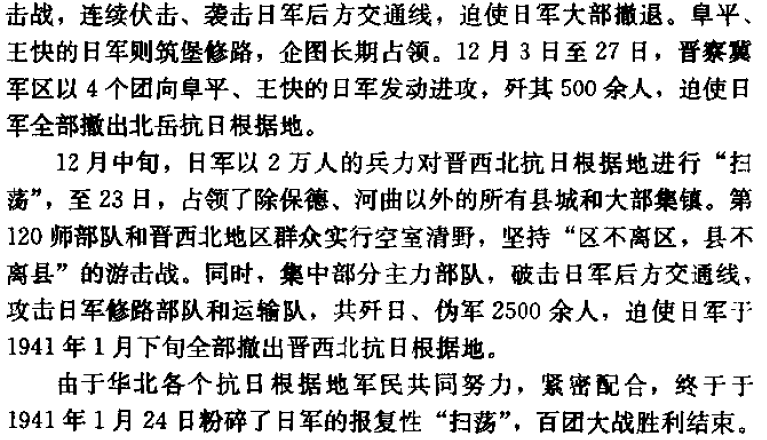 击战，连续伏击、袭击日军后方交通线，迫使日军大部撤退。阜平、
王快的日军则筑堡修路，企图长期占领。12 月 3 日至 27 日，晋察冀
军区以 4 个团向阜平、王快的日军发动进攻，歼其 500 余人，迫使日
军全部撤出北岳抗日根据地。
12 月中旬，日军以 2 万人的兵力对晋西北抗日根据地进行“扫
荡”，至 23 日，占领了除保德、河曲以外的所有县城和大部集镇。第
120 师部队和晋西北地区群众实行空室清野，坚持“区不离区，县不
离县”的游击战。同时，集中部分主力部队，破击日军后方交通线，
攻击日军修路部队和运输队，共歼日、伪军 2500 余人，迫使日军于
1941 年 1 月下旬全部撤出晋西北抗日根据地。
由于华北各个抗日根据地军民共同努力，紧密配合，终于于
1941 年 1 月 24 日粉碎了日军的报复性“扫荡”，百团大战胜利结束。